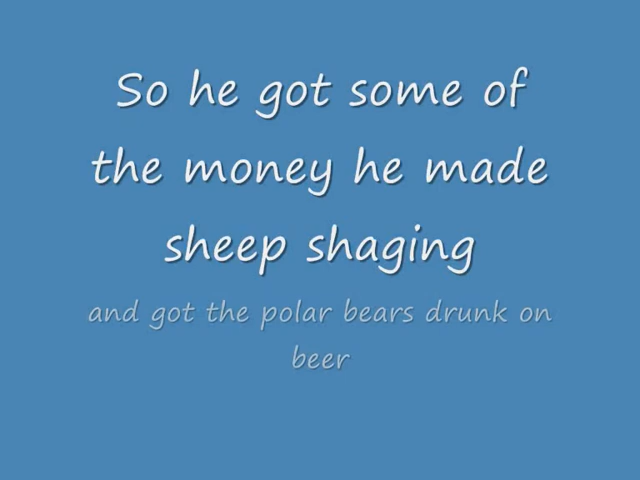 So he got some of
the money he made
sheep shaging
and got the polar bears drunk on
beer